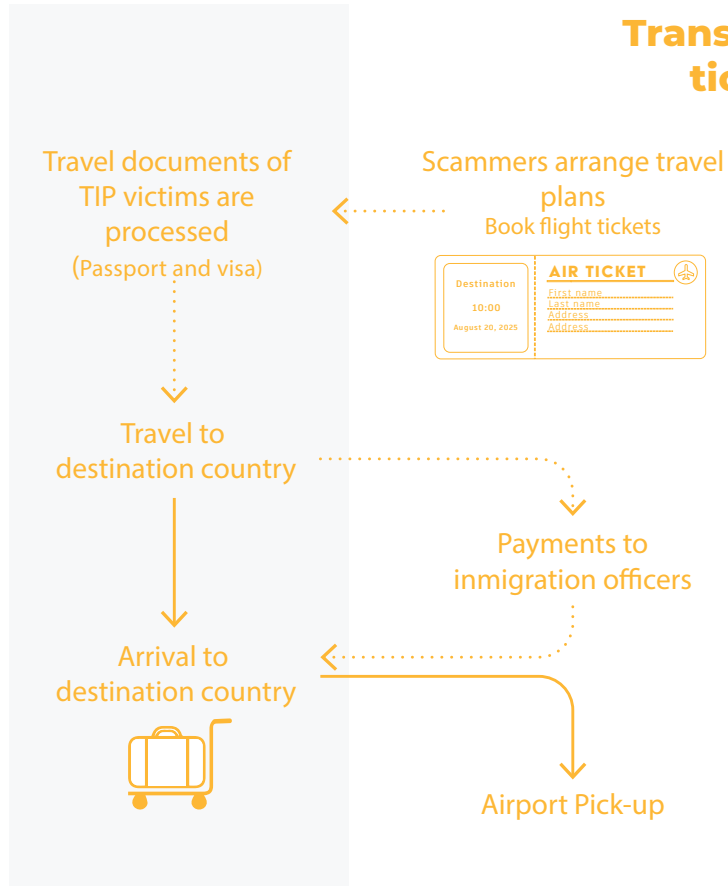 Trans
tic
Travel documents of
TIP victims are
processed
(Passport and visa)
Scammers arrange travel
plans
Book flight tickets
Destination
10:00
August 20, 2025
AIR TICKET
First name
Last name
Address
Address
Travel to
destination country
Payments to
inmigration officers
Arrival to
destination country
Airport Pick-up